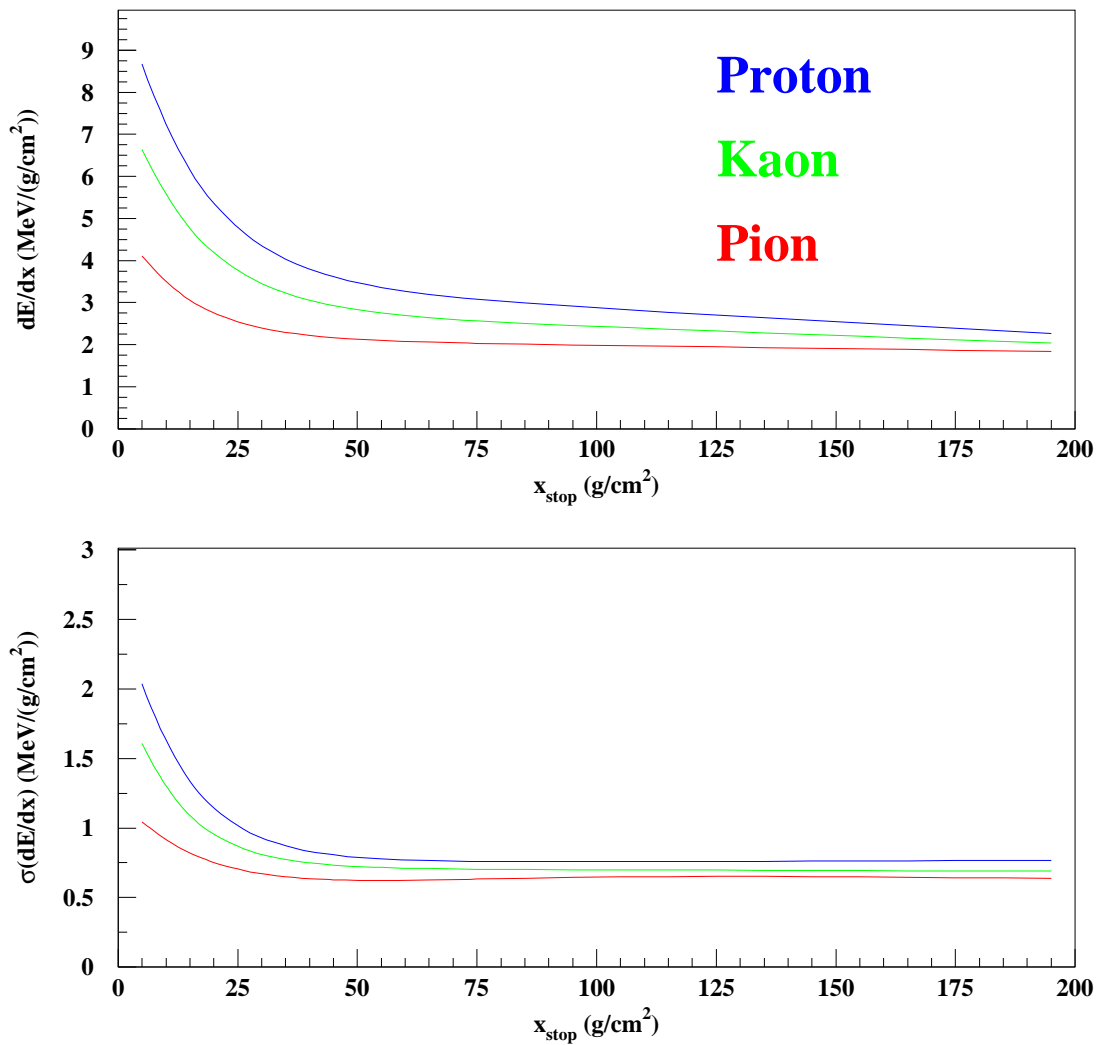 dE/dx (MeV/(g/cm²))
9
8
7
6
5
4
3
2
1
0
Proton
Kaon
Pion
0 25 50 75 100 125 150 175 200
x_stop (g/cm²)
σ(dE/dx) (MeV/(g/cm²))
3
2.5
2
1.5
1
0.5
0
0 25 50 75 100 125 150 175 200
x_stop (g/cm²)